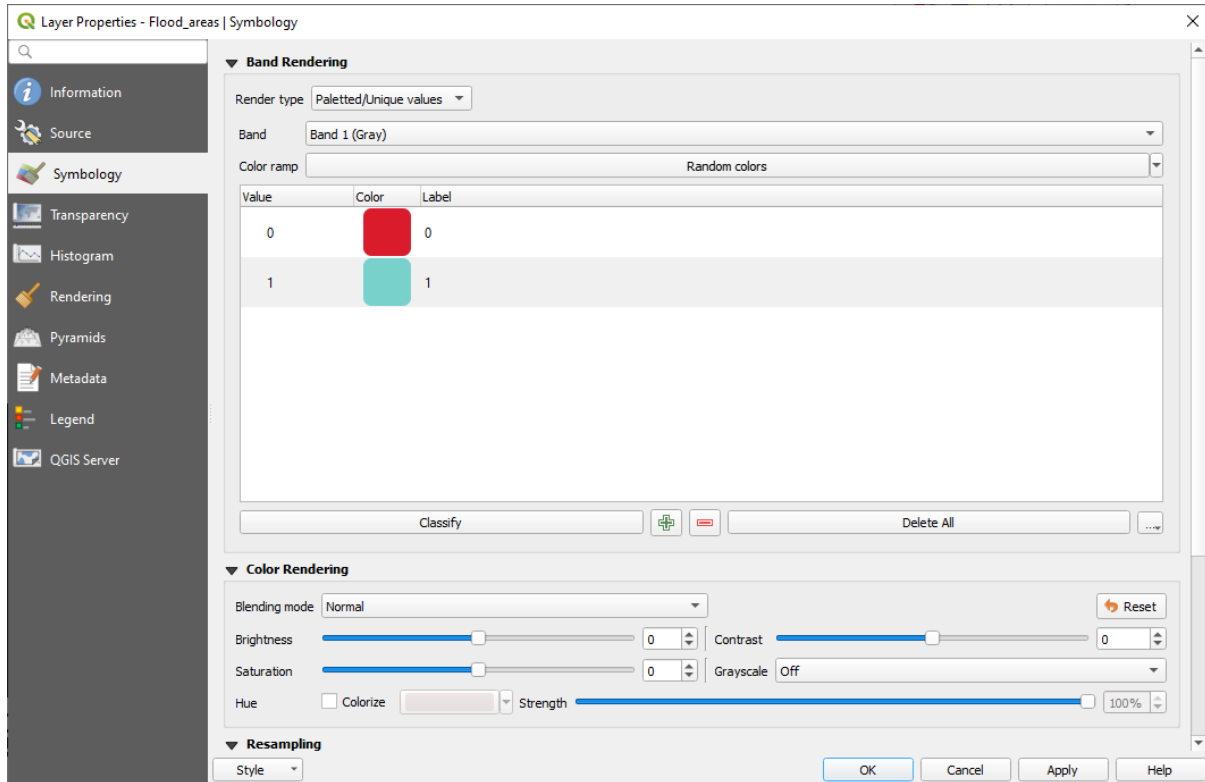 Layer Properties - Flood_areas | Symbology
Information
Source
Symbology
Transparency
Histogram
Rendering
Pyramids
Metadata
Legend
QGIS Server
Band Rendering
Render type Paletted/Unique values
Band Band 1 (Gray)
Color ramp Random colors
Value Color Label
0 0
1 1
Classify Delete All ...
Color Rendering
Blending mode Normal Reset
Brightness 0 Contrast 0
Saturation 0 Grayscale Off
Hue Colorize Strength 100%
Resampling
Style OK Cancel Apply Help